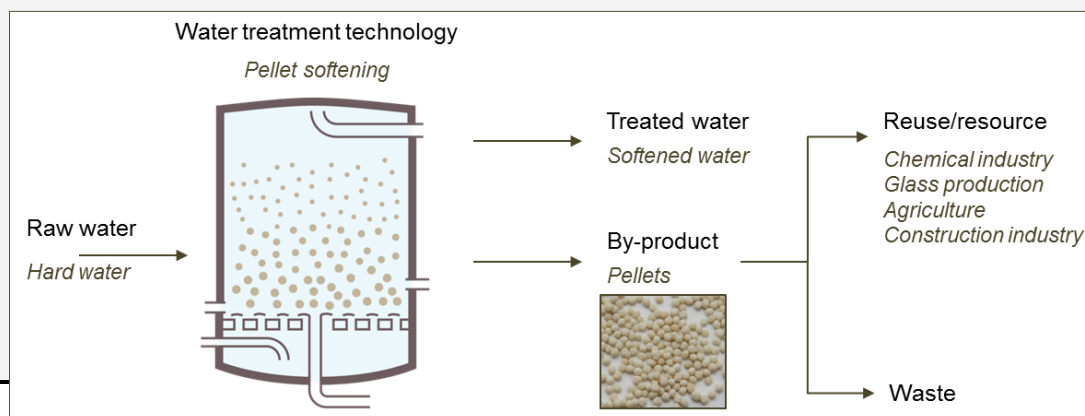 Water treatment technology
Pellet softening
Raw water
Hard water
Treated water
Softened water
By-product
Pellets
Reuse/resource
Chemical industry
Glass production
Agriculture
Construction industry
Waste